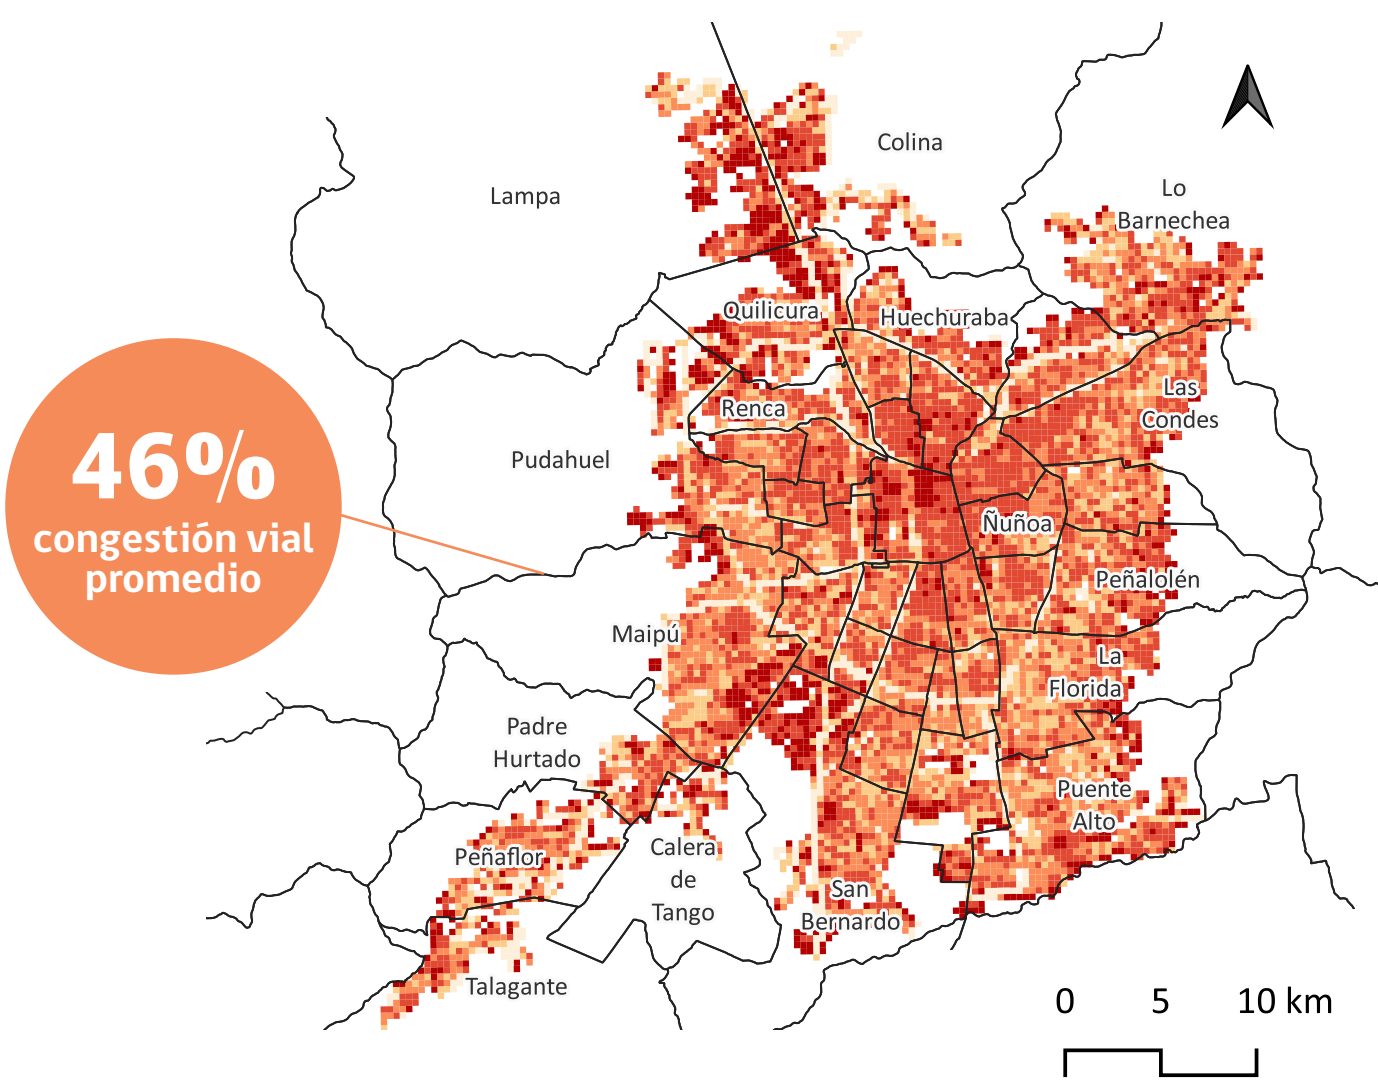 Colina
Lampa
Lo
Barnechea
Quilicura
Huechuraba
Las
Condes
Renca
Pudahuel
46%
congestión vial
promedio
Ñuñoa
Peñalolén
Maipú
La
Florida
Padre
Hurtado
Puente
Alto
Peñaflor
Calera
de
Tango
San
Bernardo
Talagante
0 5 10 km